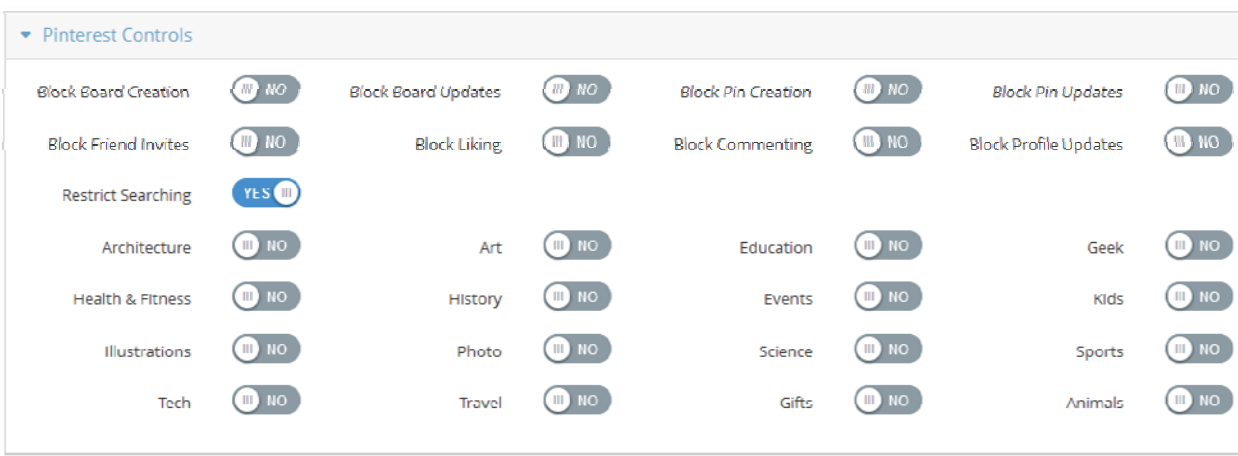 Pinterest Controls
Block Board Creation NO Block Board Updates NO Block Pin Creation NO Block Pin Updates NO
Block Friend Invites NO Block Liking NO Block Commenting NO Block Profile Updates NO
Restrict Searching YES
Architecture NO Art NO Education NO Geek NO
Health & Fitness NO History NO Events NO Kids NO
Illustrations NO Photo NO Science NO Sports NO
Tech NO Travel NO Gifts NO Animals NO